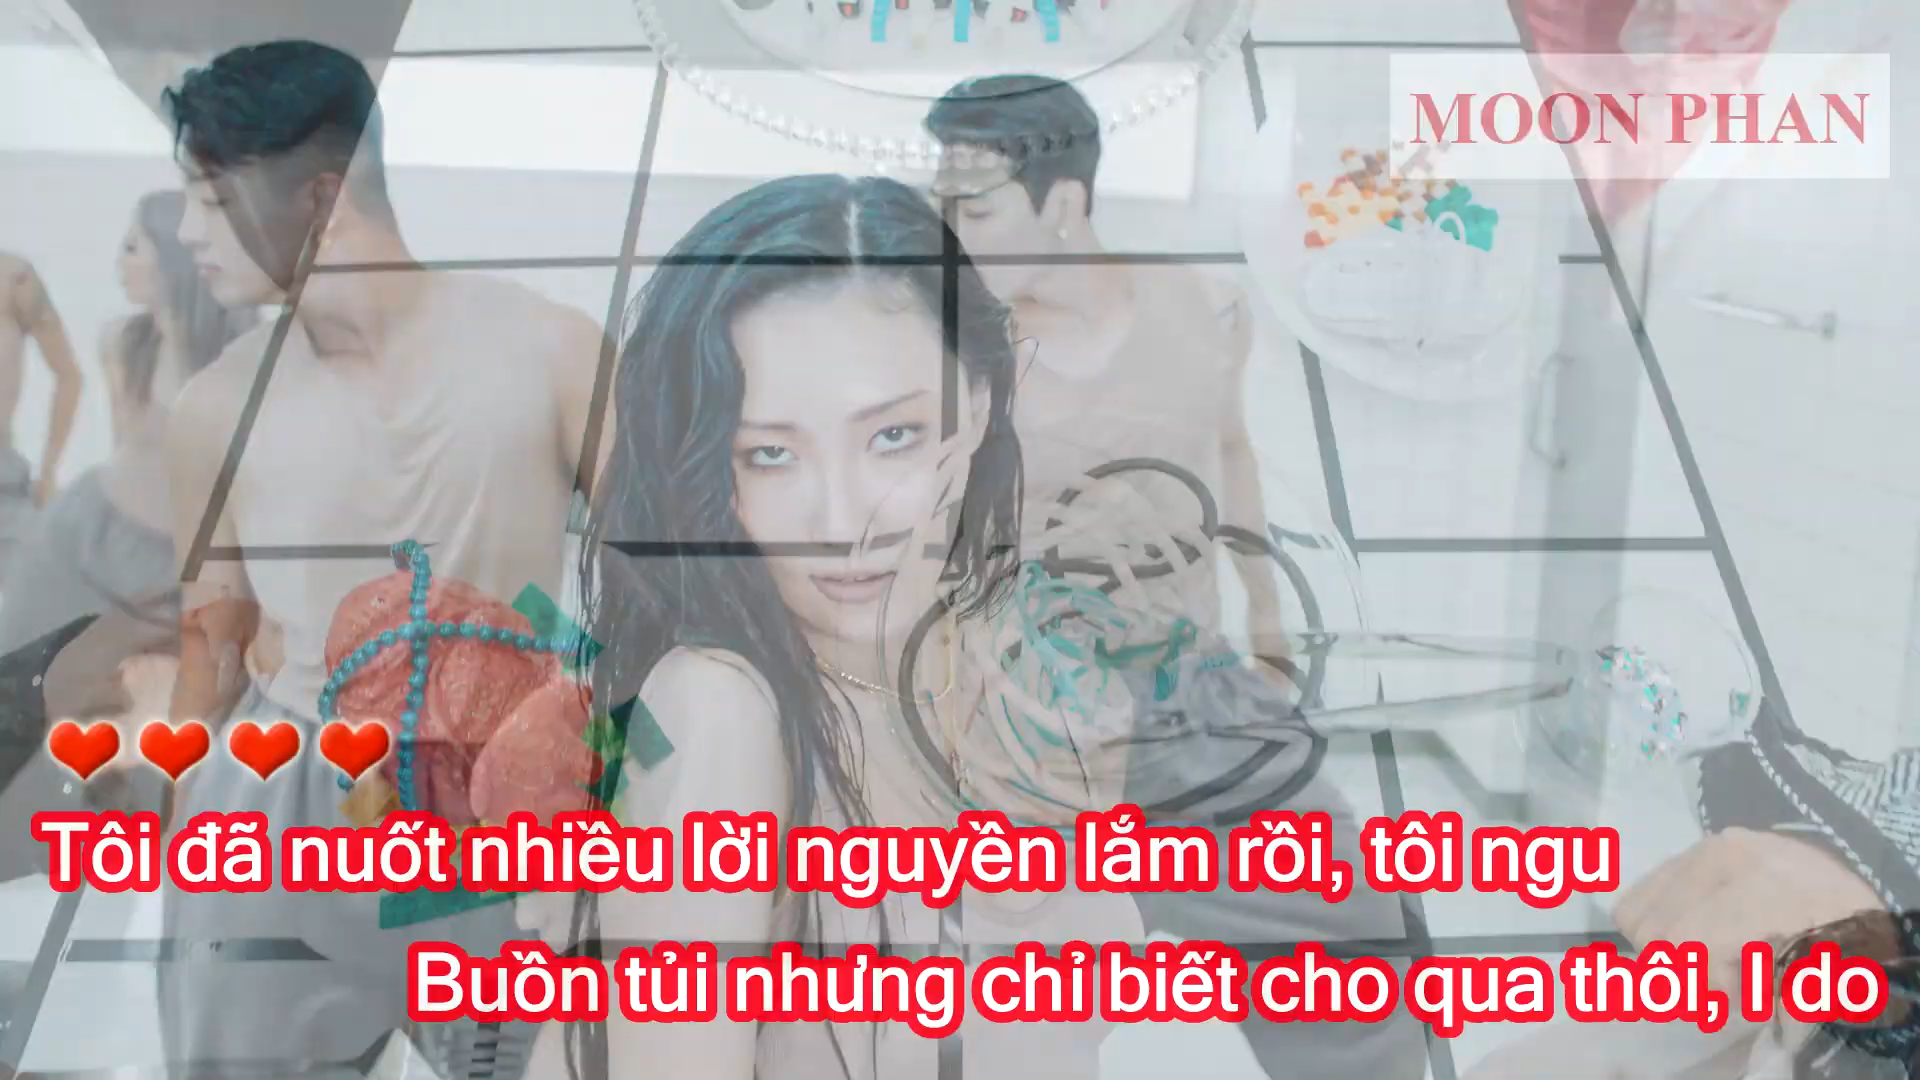 MOON PHAN
Tôi đã nuốt nhiều lời nguyền lắm rồi, tôi ngu
Buồn tủi nhưng chỉ biết cho qua thôi, I do